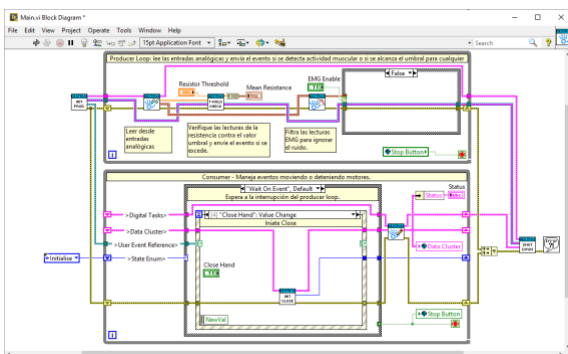 Main.vi Block Diagram *
File Edit View Project Operate Tools Window Help
15pt Application Font
Search
Producer Loop: lee las entradas analógicas y envía el evento si se detecta actividad muscular o si se alcanza el umbral para cualquier
Resistor Threshold
Mean Resistance
EMG Enable
False
Leer desde
entradas
analógicas
Verifique las lecturas de la
resistencia contra el valor
umbral y envíe el evento si se
excede.
Filtra las lecturas
EMG para ignorar
el ruido.
Stop Button
Consumer - Maneja eventos moviendo o deteniendo motores.
"Wait On Event", Default
Espera a la interrupción del producer loop.
Status
Status
>Digital Tasks>
>Data Cluster>
>User Event Reference>
>State Enum>
Initialise
[4] "Close Hand": Value Change
Iniate Close
Close Hand
NewVal
Data Cluster
Stop Button